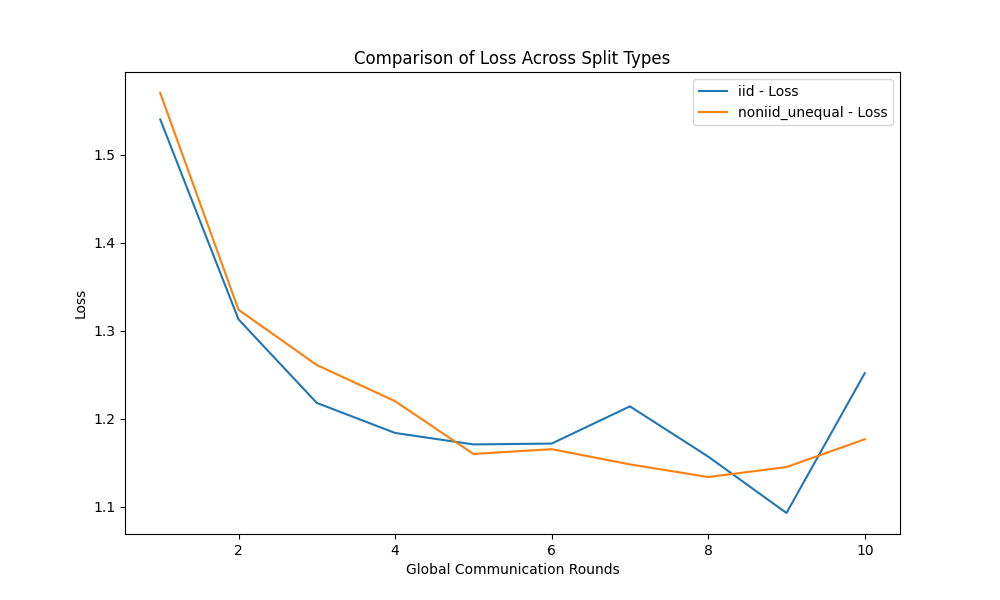 Comparison of Loss Across Split Types
iid - Loss
noniid_unequal - Loss
1.5
1.4
1.3
1.2
1.1
Loss
2
4
6
8
10
Global Communication Rounds